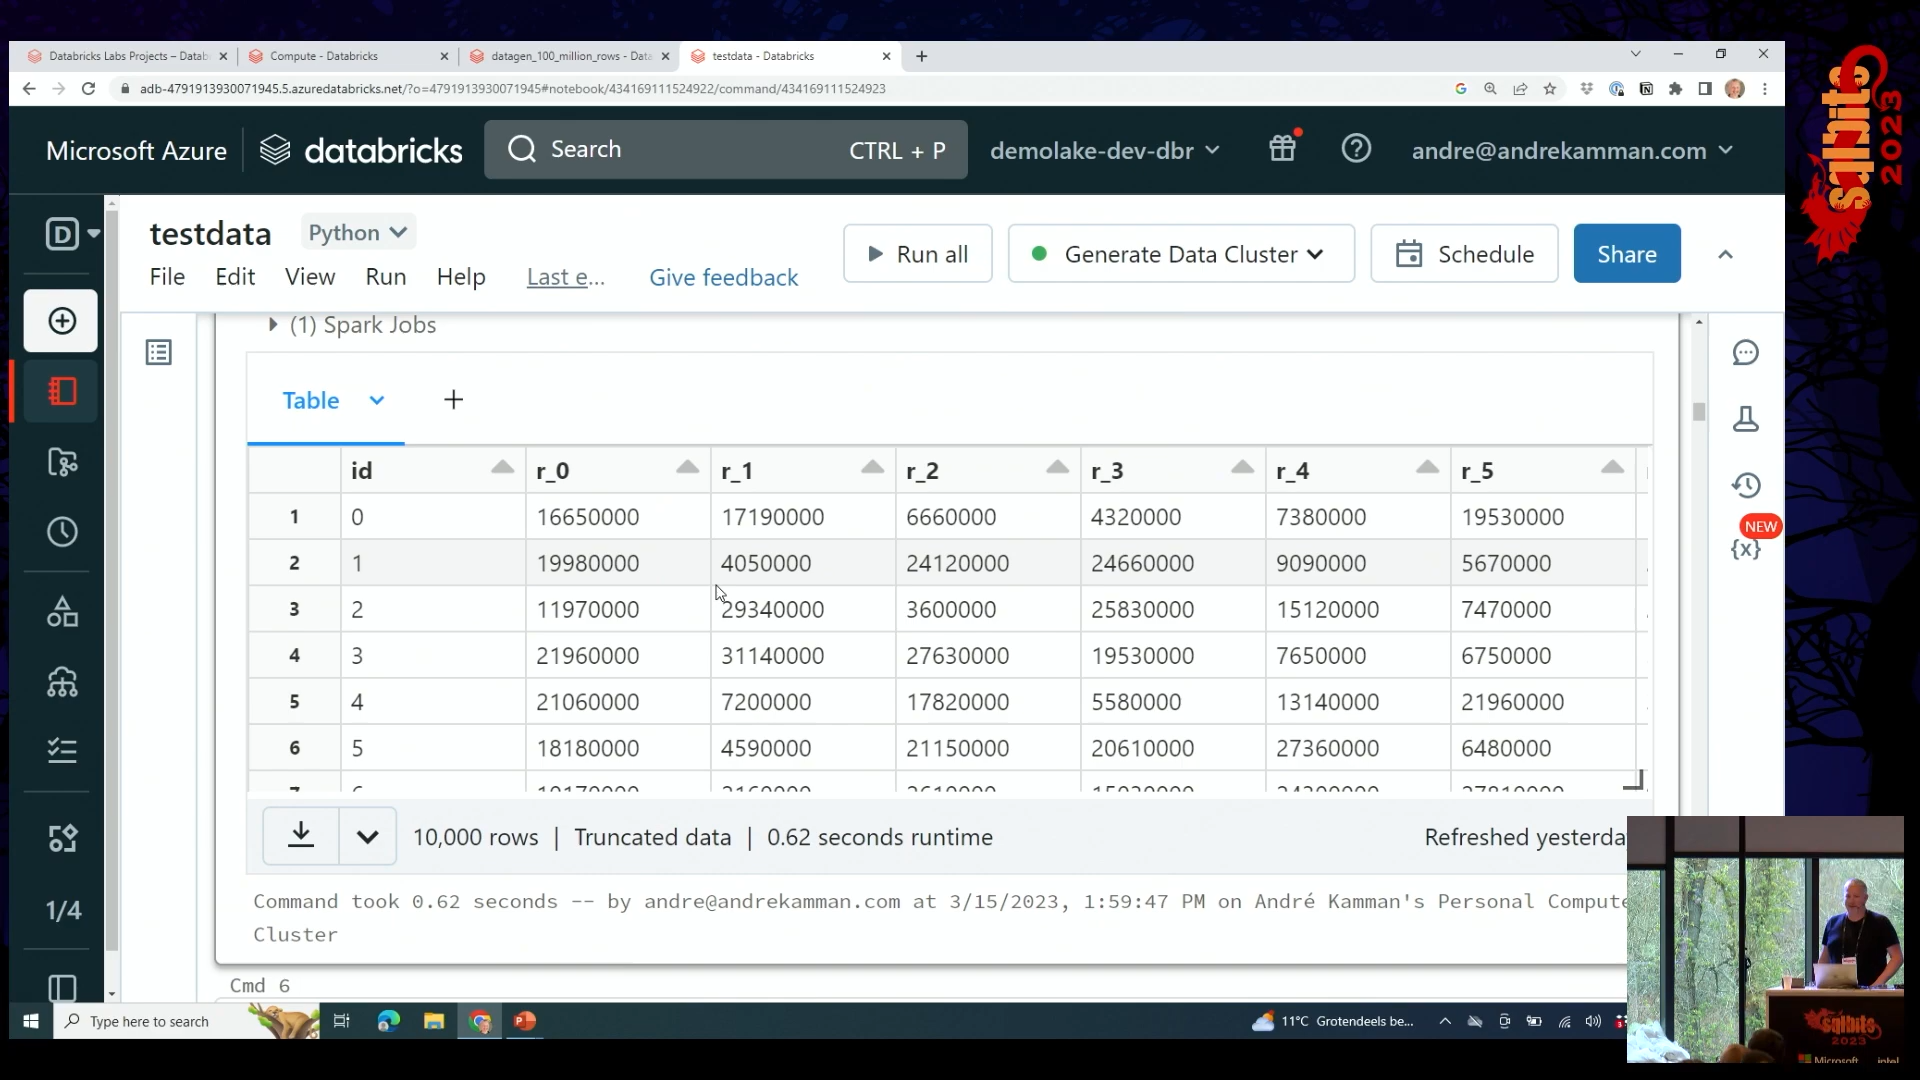 Databricks Labs Projects – Datab
Compute - Databricks
datagen_100_million_rows - Data
testdata - Databricks
adb-4791913930071945.5.azuredatabricks.net/?o=4791913930071945#notebook/434169111524922/command/434169111524923
Microsoft Azure
databricks
Search
CTRL + P
demolake-dev-dbr
andre@andrekamman.com
testdata
Python
Run all
Generate Data Cluster
Schedule
Share
File Edit View Run Help Last e... Give feedback
(1) Spark Jobs
Table
id r_0 r_1 r_2 r_3 r_4 r_5
1 0 16650000 17190000 6660000 4320000 7380000 19530000
2 1 19980000 4050000 24120000 24660000 9090000 5670000
3 2 11970000 29340000 3600000 25830000 15120000 7470000
4 3 21960000 31140000 27630000 19530000 7650000 6750000
5 4 21060000 7200000 17820000 5580000 13140000 21960000
6 5 18180000 4590000 21150000 20610000 27360000 6480000
10,000 rows | Truncated data | 0.62 seconds runtime
Refreshed yesterda
Command took 0.62 seconds -- by andre@andrekamman.com at 3/15/2023, 1:59:47 PM on André Kamman's Personal Compute
Cluster
Cmd 6
NEW
{x}
D
1/4
Type here to search
11°C Grotendeels be...
sqlbits
2023
sqlbits
2023
Microsoft intel